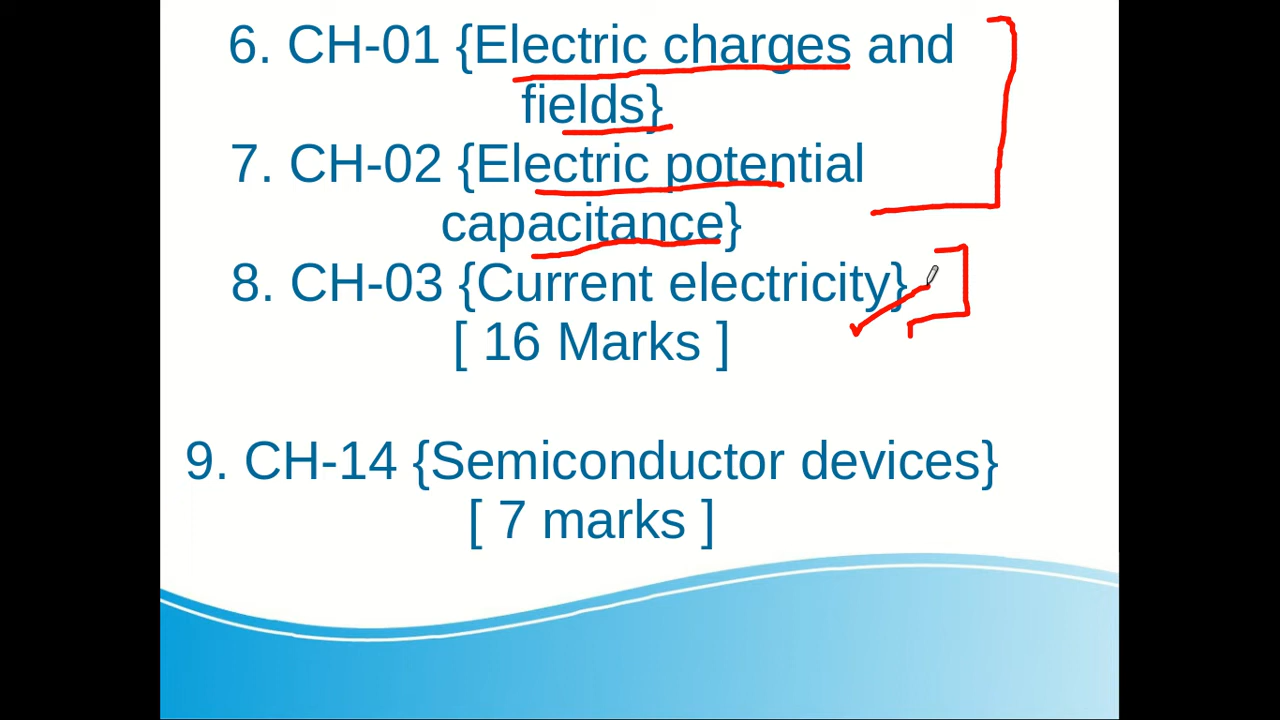 6. CH-01 {Electric charges and
fields}
7. CH-02 {Electric potential
capacitance}
8. CH-03 {Current electricity}
[ 16 Marks ]
9. CH-14 {Semiconductor devices}
[ 7 marks ]